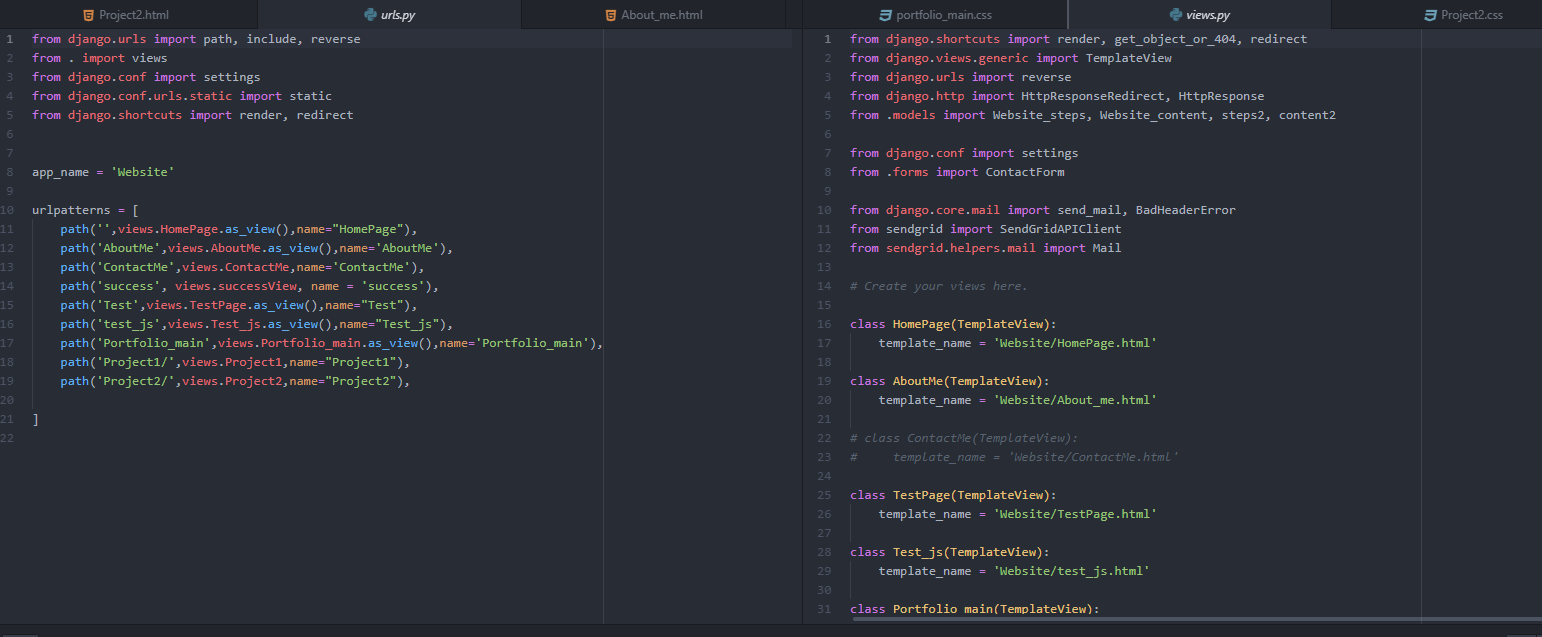 Project2.html
urls.py
About_me.html
1 from django.urls import path, include, reverse
2 from . import views
3 from django.conf import settings
4 from django.conf.urls.static import static
5 from django.shortcuts import render, redirect
6
7
8 app_name = 'Website'
9
10 urlpatterns = [
11     path('',views.HomePage.as_view(),name="HomePage"),
12     path('AboutMe',views.AboutMe.as_view(),name='AboutMe'),
13     path('ContactMe',views.ContactMe,name='ContactMe'),
14     path('success', views.successView, name = 'success'),
15     path('Test',views.TestPage.as_view(),name="Test"),
16     path('test_js',views.Test_js.as_view(),name="Test_js"),
17     path('Portfolio_main',views.Portfolio_main.as_view(),name='Portfolio_main'),
18     path('Project1/',views.Project1,name="Project1"),
19     path('Project2/',views.Project2,name="Project2"),
20
21 ]
22
portfolio_main.css
views.py
Project2.css
1 from django.shortcuts import render, get_object_or_404, redirect
2 from django.views.generic import TemplateView
3 from django.urls import reverse
4 from django.http import HttpResponseRedirect, HttpResponse
5 from .models import Website_steps, Website_content, steps2, content2
6
7 from django.conf import settings
8 from .forms import ContactForm
9
10 from django.core.mail import send_mail, BadHeaderError
11 from sendgrid import SendGridAPIClient
12 from sendgrid.helpers.mail import Mail
13
14 # Create your views here.
15
16 class HomePage(TemplateView):
17     template_name = 'Website/HomePage.html'
18
19 class AboutMe(TemplateView):
20     template_name = 'Website/About_me.html'
21
22 # class ContactMe(TemplateView):
23 #     template_name = 'Website/ContactMe.html'
24
25 class TestPage(TemplateView):
26     template_name = 'Website/TestPage.html'
27
28 class Test_js(TemplateView):
29     template_name = 'Website/test_js.html'
30
31 class Portfolio_main(TemplateView):